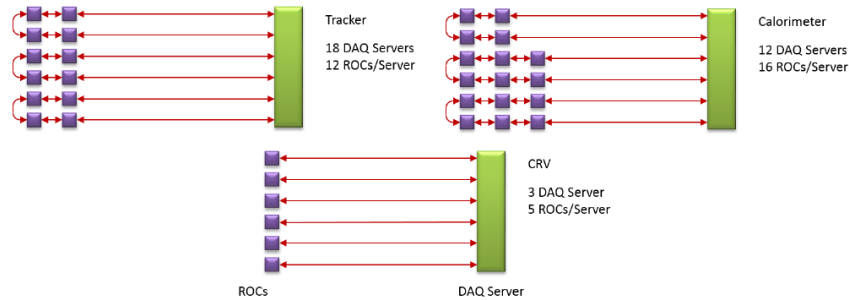 Tracker
18 DAQ Servers
12 ROCs/Server
Calorimeter
12 DAQ Servers
16 ROCs/Server
CRV
3 DAQ Server
5 ROCs/Server
ROCs
DAQ Server